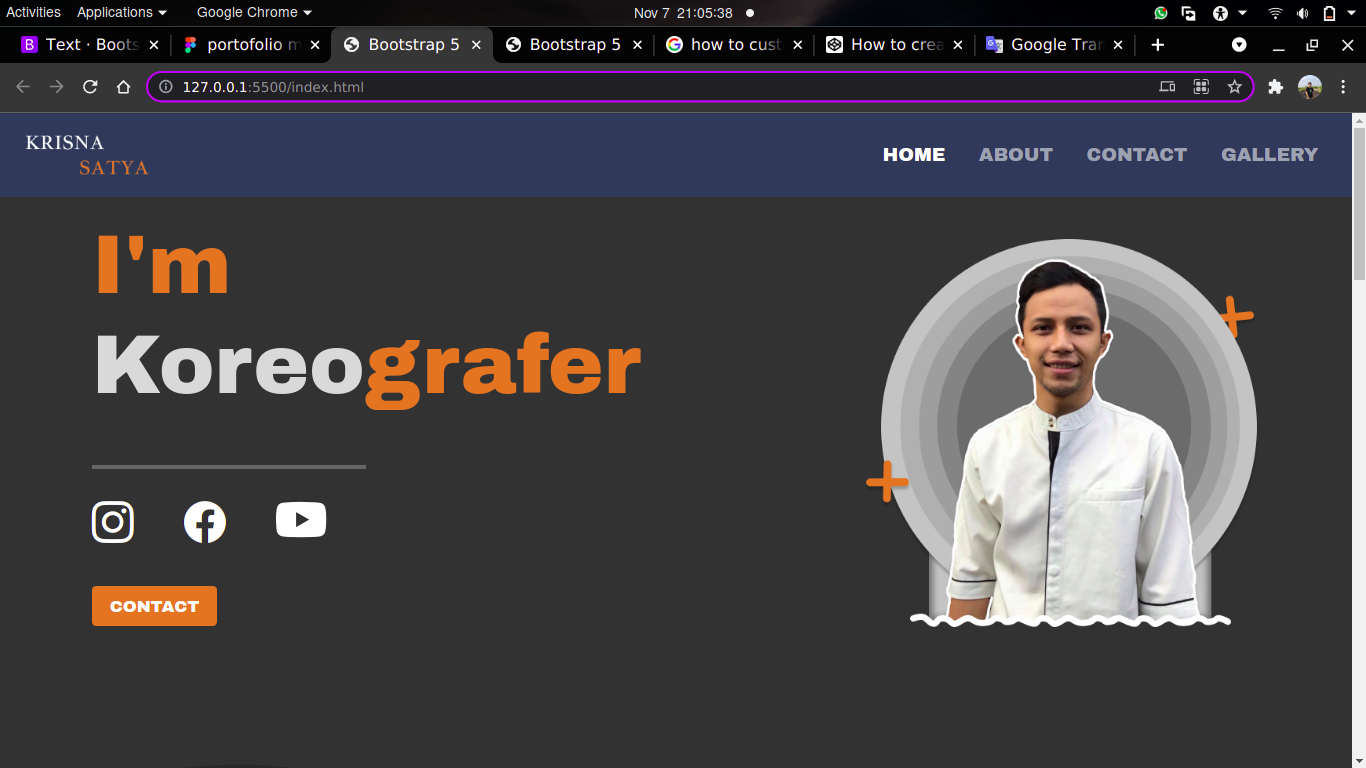 Activities Applications Google Chrome Nov 7 21:05:38
Text · Boots portofolio m Bootstrap 5 Bootstrap 5 how to cust How to crea Google Tran
127.0.0.1:5500/index.html
KRISNA
SATYA
HOME ABOUT CONTACT GALLERY
I'm
Koreografer
CONTACT